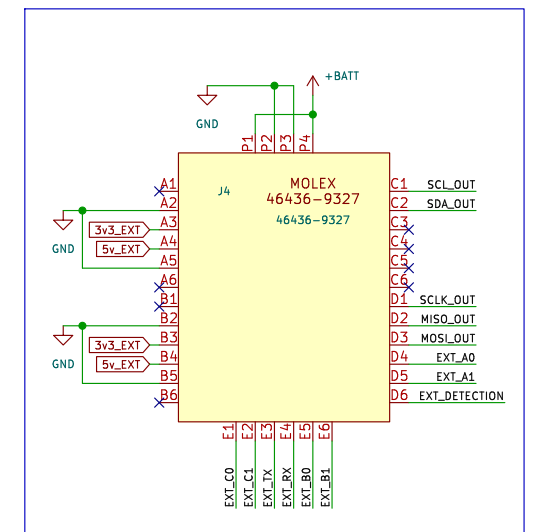 +BATT
GND
P1
P2
P3
P4
J4
MOLEX
46436-9327
46436-9327
A1
A2
A3
A4
A5
A6
B1
B2
B3
B4
B5
B6
GND
3v3_EXT
5v_EXT
GND
3v3_EXT
5v_EXT
C1 SCL_OUT
C2 SDA_OUT
C3
C4
C5
C6
D1 SCLK_OUT
D2 MISO_OUT
D3 MOSI_OUT
D4 EXT_A0
D5 EXT_A1
D6 EXT_DETECTION
E1
E2
E3
E4
E5
E6
EXT_C0
EXT_C1
EXT_TX
EXT_RX
EXT_B0
EXT_B1